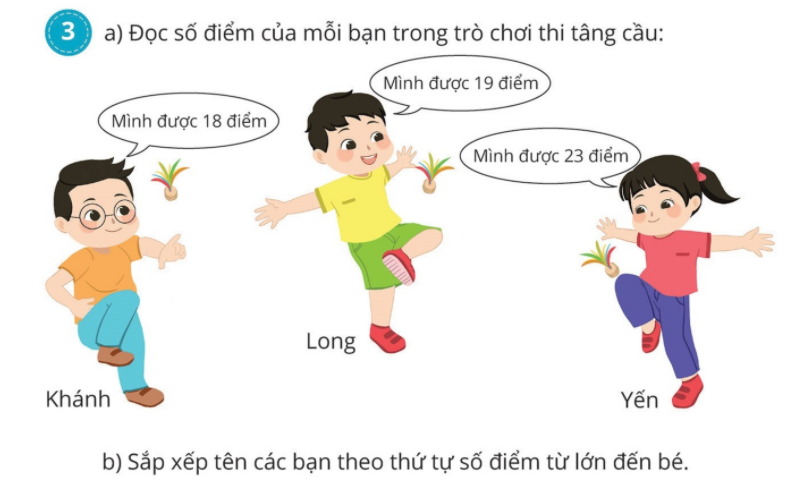 3 a) Đọc số điểm của mỗi bạn trong trò chơi thi tâng cầu:
Mình được 19 điểm
Mình được 18 điểm
Mình được 23 điểm
Long
Khánh
Yến
b) Sắp xếp tên các bạn theo thứ tự số điểm từ lớn đến bé.